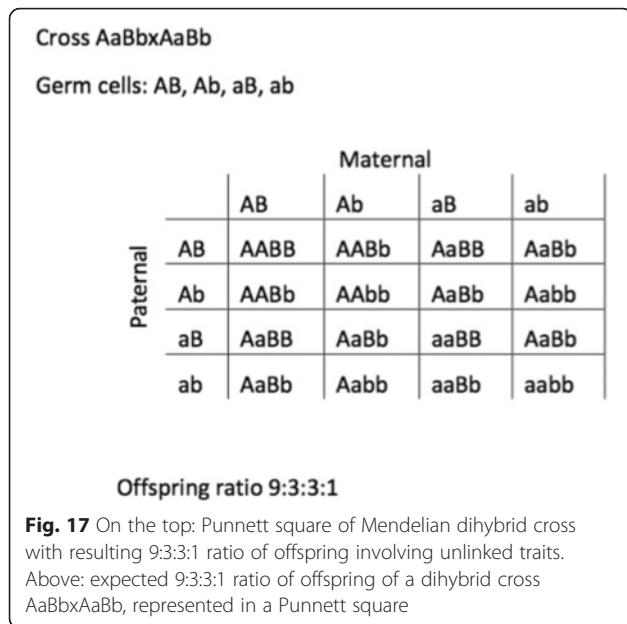 Cross AaBbxAaBb
Germ cells: AB, Ab, aB, ab
Maternal
AB Ab aB ab
Paternal
AB AABB AABb AaBB AaBb
Ab AABb AAbb AaBb Aabb
aB AaBB AaBb aaBB AaBb
ab AaBb Aabb aaBb aabb
Offspring ratio 9:3:3:1
Fig. 17 On the top: Punnett square of Mendelian dihybrid cross
with resulting 9:3:3:1 ratio of offspring involving unlinked traits.
Above: expected 9:3:3:1 ratio of offspring of a dihybrid cross
AaBbxAaBb, represented in a Punnett square